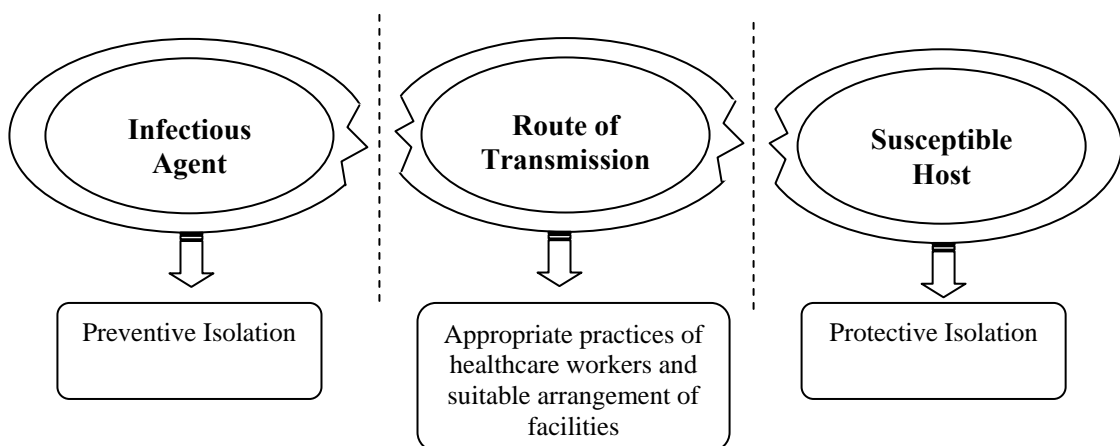 Infectious
Agent
Route of
Transmission
Susceptible
Host
Preventive Isolation
Appropriate practices of
healthcare workers and
suitable arrangement of
facilities
Protective Isolation